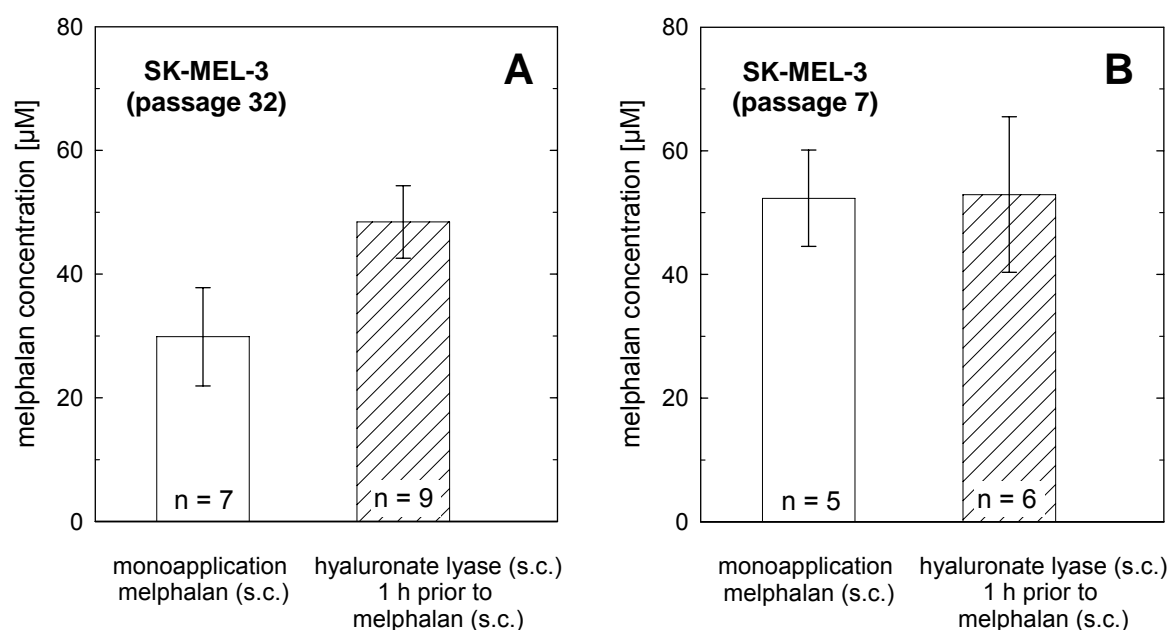 melphalan concentration [µM]
80
60
40
20
0
SK-MEL-3
(passage 32)
A
n = 7
n = 9
monoapplication
melphalan (s.c.)
hyaluronate lyase (s.c.)
1 h prior to
melphalan (s.c.)
melphalan concentration [µM]
80
60
40
20
0
SK-MEL-3
(passage 7)
B
n = 5
n = 6
monoapplication
melphalan (s.c.)
hyaluronate lyase (s.c.)
1 h prior to
melphalan (s.c.)